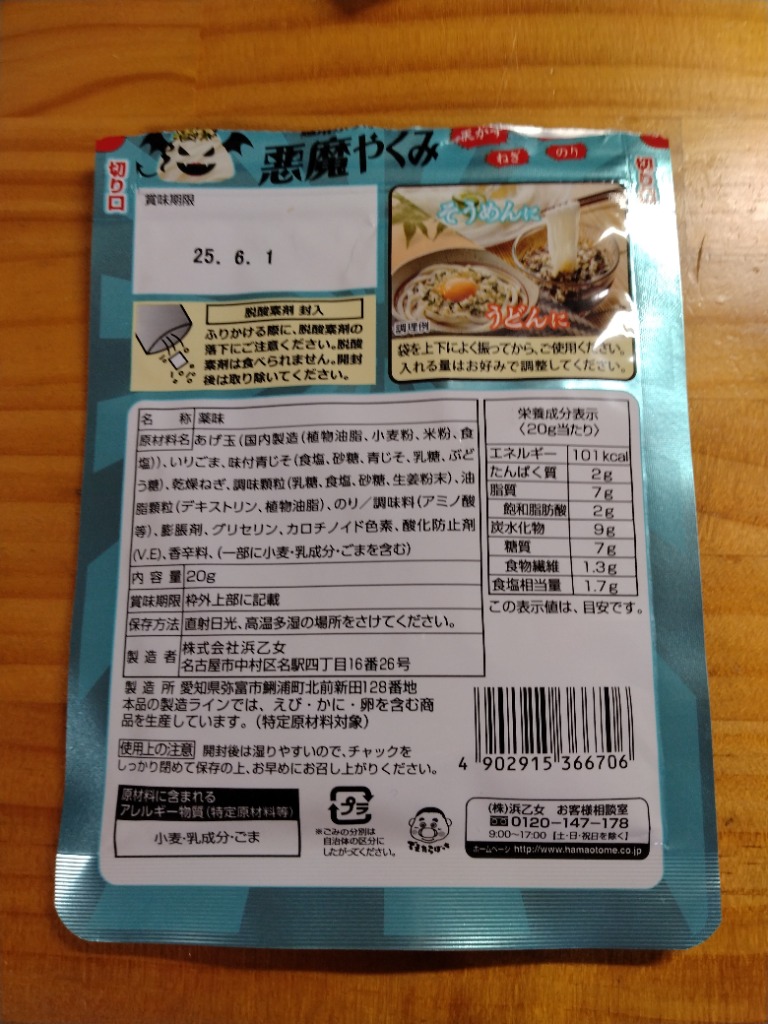 悪魔やくみ
ねぎ
のり
切り口
賞味期限
25.6.1
そうめんに
うどんに
調理例
袋を上下によく振ってから、ご使用ください。
入れる量はお好みで調整してください。
脱酸素剤 封入
ふりかける際に、脱酸素剤の
落下にご注意ください。脱酸
素剤は食べられません。開封
後は取り除いてください。
名称 薬味
原材料名 あげ玉(国内製造(植物油脂、小麦粉、米粉、食
塩))、いりごま、味付青じそ(食塩、砂糖、青じそ、乳糖、ぶど
う糖)、乾燥ねぎ、調味顆粒(乳糖、食塩、砂糖、生姜粉末)、油
脂顆粒(デキストリン、植物油脂)、のり/調味料(アミノ酸
等)、膨脹剤、グリセリン、カロチノイド色素、酸化防止剤
(V.E)、香辛料、(一部に小麦・乳成分・ごまを含む)
内容量 20g
賞味期限 枠外上部に記載
保存方法 直射日光、高温多湿の場所をさけてください。
製造者 株式会社浜乙女
名古屋市中村区名駅四丁目16番26号
栄養成分表示
〈20g当たり〉
エネルギー 101kcal
たんぱく質 2g
脂質 7g
飽和脂肪酸 2g
炭水化物 9g
糖質 7g
食物繊維 1.3g
食塩相当量 1.7g
この表示値は、目安です。
製造所 愛知県弥富市鯏浦町北前新田128番地
本品の製造ラインでは、えび・かに・卵を含む商
品を生産しています。(特定原材料対象)
使用上の注意 開封後は湿りやすいので、チャックを
しっかり閉めて保存の上、お早めにお召し上がりください。
4 902915 366706
原材料に含まれる
アレルギー物質(特定原材料等)
小麦・乳成分・ごま
プラ
※ごみの分別は
自治体の区分に
したがってください。
(株)浜乙女 お客様相談室
0120-147-178
9:00~17:00 [土・日・祝日を除く]
ホームページ http://www.hamaotome.co.jp